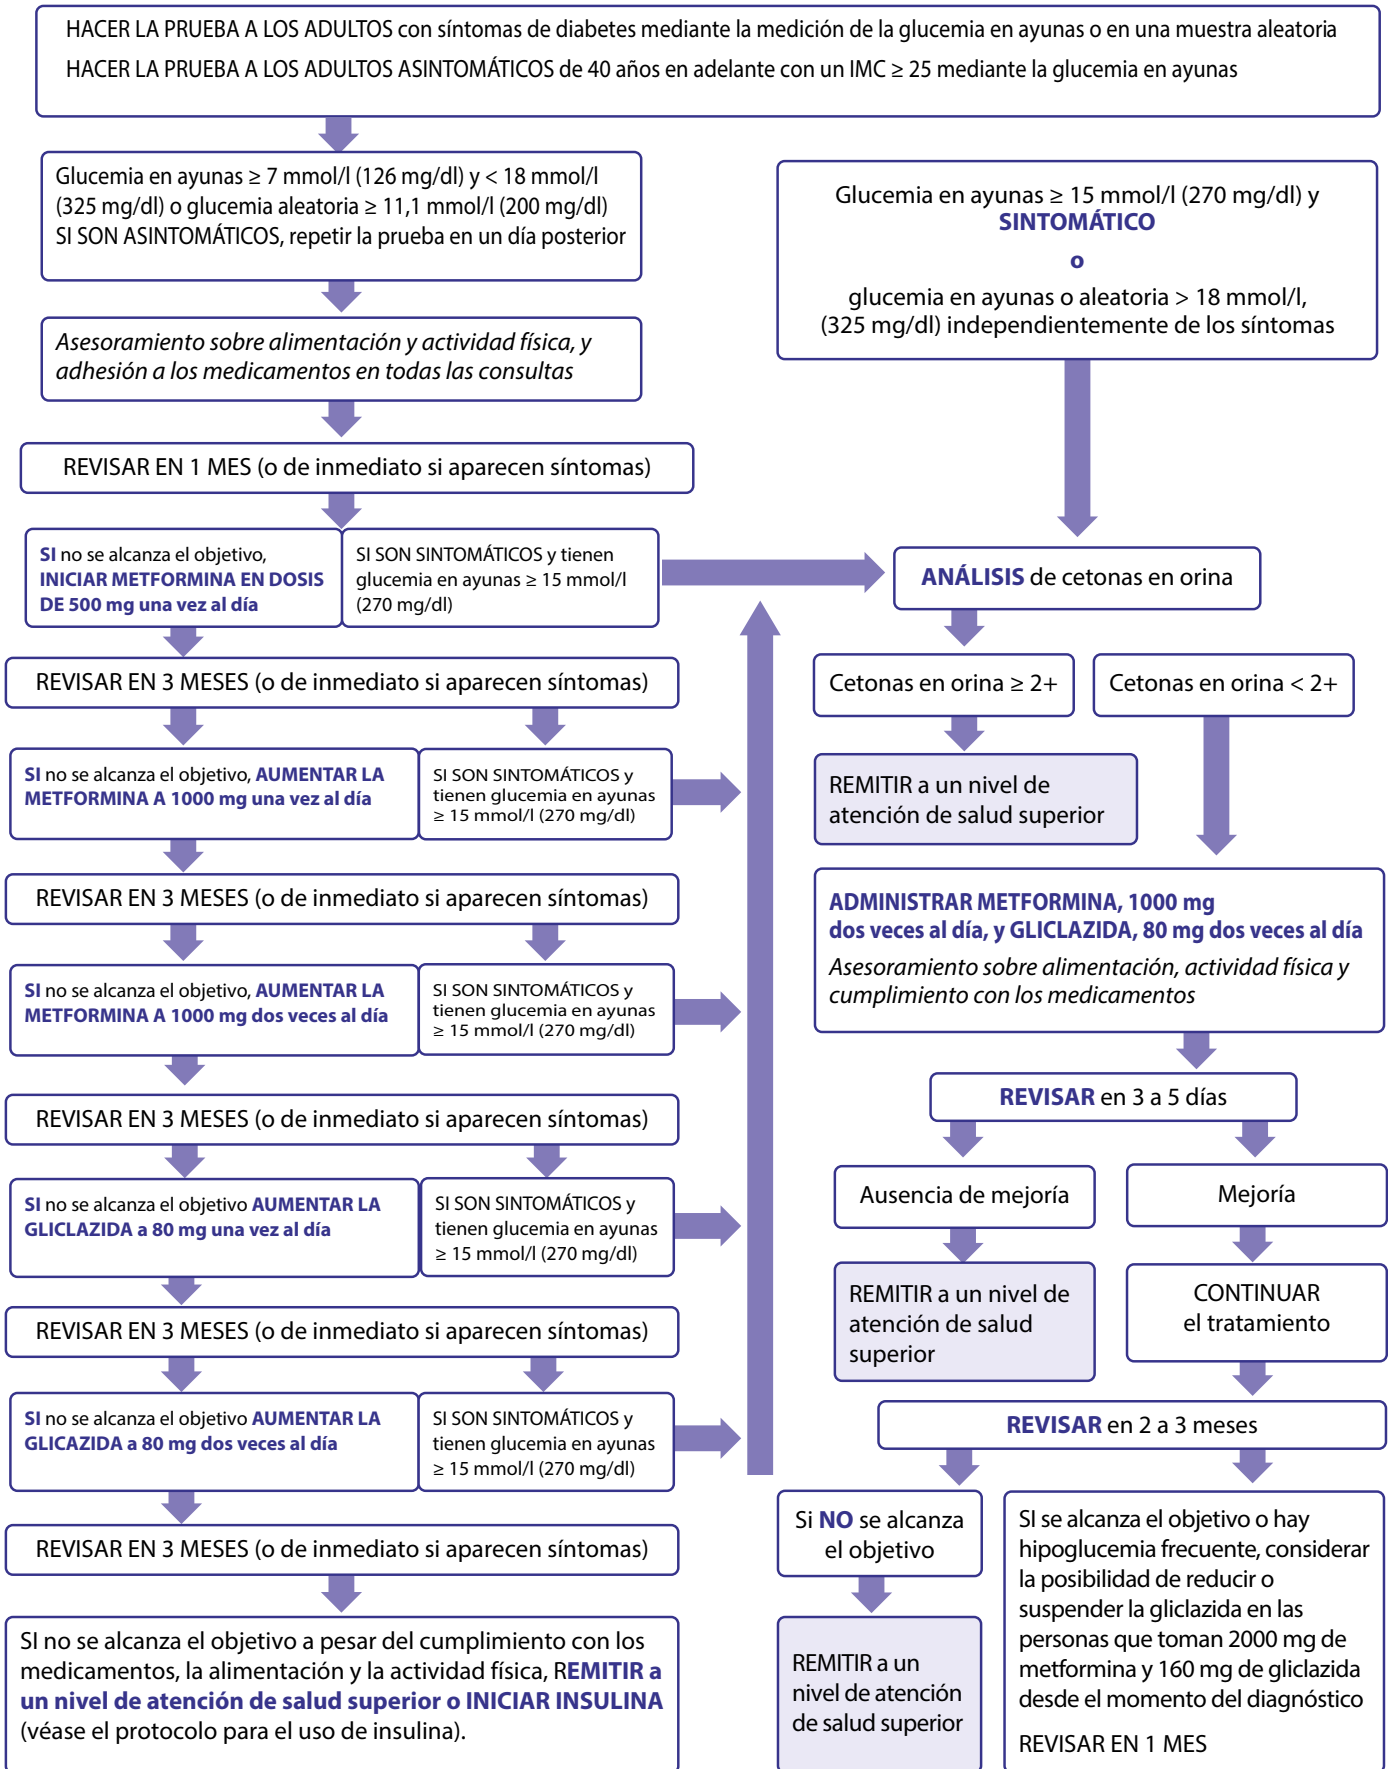 HACER LA PRUEBA A LOS ADULTOS con síntomas de diabetes mediante la medición de la glucemia en ayunas o en una muestra aleatoria
HACER LA PRUEBA A LOS ADULTOS ASINTOMÁTICOS de 40 años en adelante con un IMC ≥ 25 mediante la glucemia en ayunas
Glucemia en ayunas ≥ 7 mmol/l (126 mg/dl) y < 18 mmol/l
(325 mg/dl) o glucemia aleatoria ≥ 11,1 mmol/l (200 mg/dl)
SI SON ASINTOMÁTICOS, repetir la prueba en un día posterior
Asesoramiento sobre alimentación y actividad física, y
adhesión a los medicamentos en todas las consultas
REVISAR EN 1 MES (o de inmediato si aparecen síntomas)
SI no se alcanza el objetivo,
INICIAR METFORMINA EN DOSIS
DE 500 mg una vez al día
SI SON SINTOMÁTICOS y tienen
glucemia en ayunas ≥ 15 mmol/l
(270 mg/dl)
REVISAR EN 3 MESES (o de inmediato si aparecen síntomas)
SI no se alcanza el objetivo, AUMENTAR LA
METFORMINA A 1000 mg una vez al día
SI SON SINTOMÁTICOS y
tienen glucemia en ayunas
≥ 15 mmol/l (270 mg/dl)
REVISAR EN 3 MESES (o de inmediato si aparecen síntomas)
SI no se alcanza el objetivo, AUMENTAR LA
METFORMINA A 1000 mg dos veces al día
SI SON SINTOMÁTICOS y
tienen glucemia en ayunas
≥ 15 mmol/l (270 mg/dl)
REVISAR EN 3 MESES (o de inmediato si aparecen síntomas)
SI no se alcanza el objetivo AUMENTAR LA
GLICLAZIDA a 80 mg una vez al día
SI SON SINTOMÁTICOS y
tienen glucemia en ayunas
≥ 15 mmol/l (270 mg/dl)
REVISAR EN 3 MESES (o de inmediato si aparecen síntomas)
SI no se alcanza el objetivo AUMENTAR LA
GLICAZIDA a 80 mg dos veces al día
SI SON SINTOMÁTICOS y
tienen glucemia en ayunas
≥ 15 mmol/l (270 mg/dl)
REVISAR EN 3 MESES (o de inmediato si aparecen síntomas)
SI no se alcanza el objetivo a pesar del cumplimiento con los
medicamentos, la alimentación y la actividad física, REMITIR a
un nivel de atención de salud superior o INICIAR INSULINA
(véase el protocolo para el uso de insulina).
Glucemia en ayunas ≥ 15 mmol/l (270 mg/dl) y
SINTOMÁTICO
o
glucemia en ayunas o aleatoria > 18 mmol/l,
(325 mg/dl) independientemente de los síntomas
ANÁLISIS de cetonas en orina
Cetonas en orina ≥ 2+
Cetonas en orina < 2+
REMITIR a un nivel de
atención de salud superior
ADMINISTRAR METFORMINA, 1000 mg
dos veces al día, y GLICLAZIDA, 80 mg dos veces al día
Asesoramiento sobre alimentación, actividad física y
cumplimiento con los medicamentos
REVISAR en 3 a 5 días
Ausencia de mejoría
Mejoría
REMITIR a un nivel de
atención de salud
superior
CONTINUAR
el tratamiento
REVISAR en 2 a 3 meses
Si NO se alcanza
el objetivo
REMITIR a un
nivel de atención
de salud superior
SI se alcanza el objetivo o hay
hipoglucemia frecuente, considerar
la posibilidad de reducir o
suspender la gliclazida en las
personas que toman 2000 mg de
metformina y 160 mg de gliclazida
desde el momento del diagnóstico
REVISAR EN 1 MES